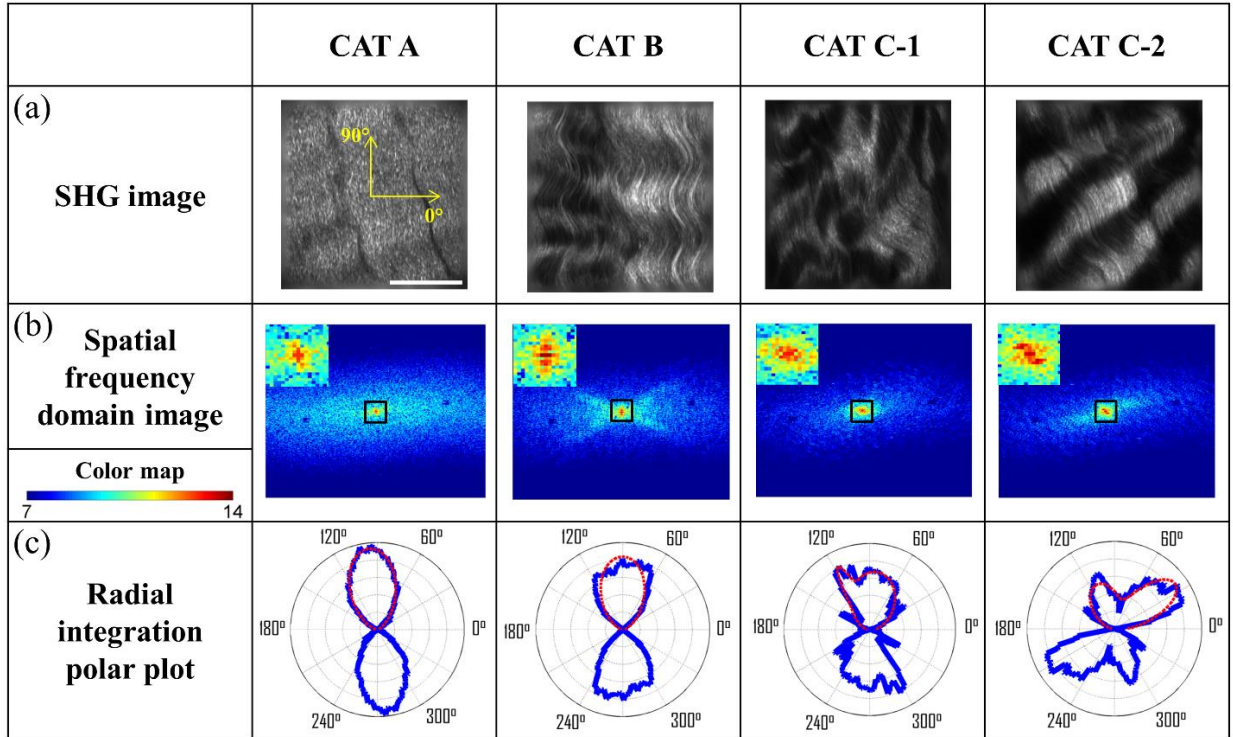 CAT A CAT B CAT C-1 CAT C-2
(a)
SHG image
90°
0°
(b)
Spatial
frequency
domain image
Color map
7 14
(c)
Radial
integration
polar plot
120° 60°
180° 0°
240° 300°
120° 60°
180° 0°
240° 300°
120° 60°
180° 0°
240° 300°
120° 60°
180° 0°
240° 300°